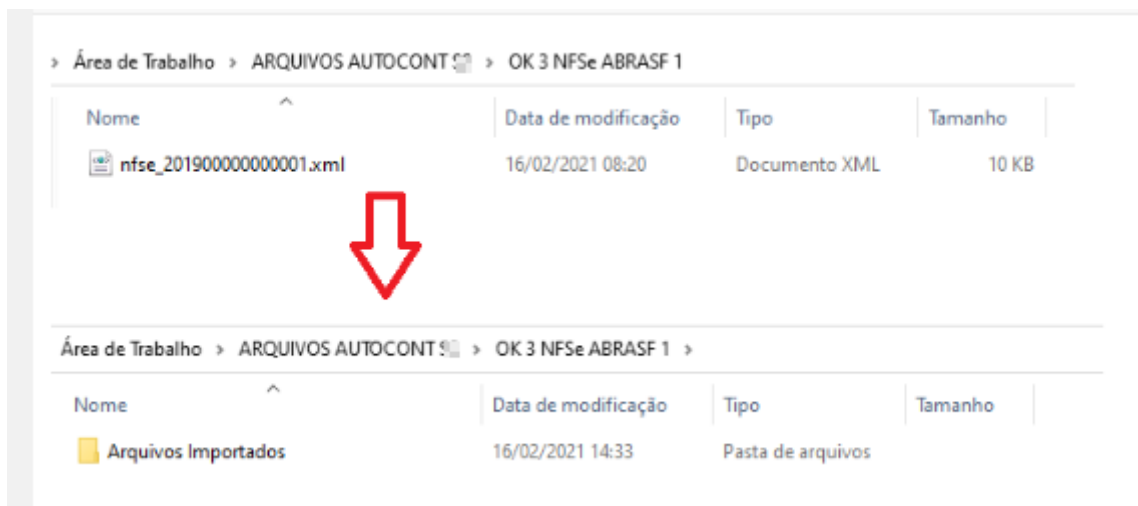 › Área de Trabalho › ARQUIVOS AUTOCONT › OK 3 NFSe ABRASF 1
Nome Data de modificação Tipo Tamanho
nfse_201900000000001.xml 16/02/2021 08:20 Documento XML 10 KB
Área de Trabalho › ARQUIVOS AUTOCONT › OK 3 NFSe ABRASF 1 ›
Nome Data de modificação Tipo Tamanho
Arquivos Importados 16/02/2021 14:33 Pasta de arquivos